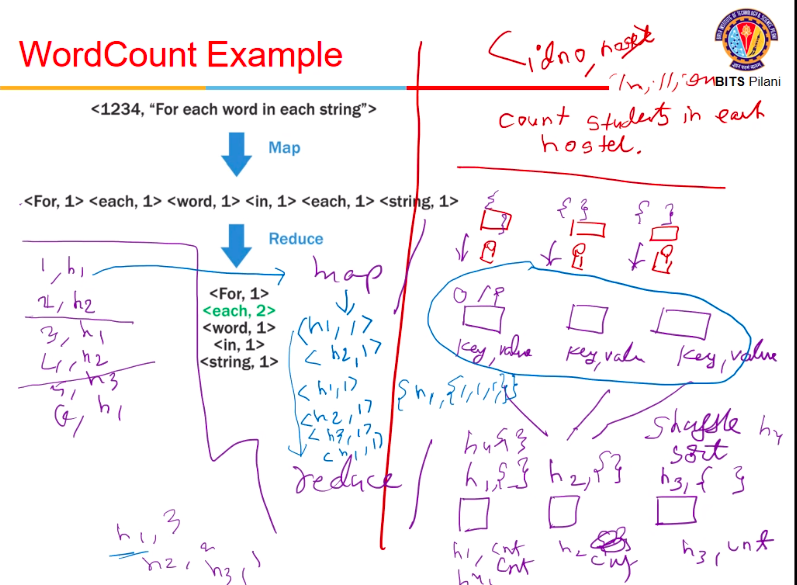 WordCount Example
BITS Pilani
<1234, "For each word in each string">
Map
<For, 1> <each, 1> <word, 1> <in, 1> <each, 1> <string, 1>
Reduce
<For, 1>
<each, 2>
<word, 1>
<in, 1>
<string, 1>
1, h1
2, h2
3, h1
4, h2
5, h3
6, h1
map
<h1, 1>
<h2, 1>
<h1, 1>
<h2, 1>
<h3, 1>
<h1, 1>
reduce
h1, 3
h2, 2
h3, 1
<idno,
count students in each
hostel.
{ }
{ }
{ }
O/P
key, value
key, value
key, value
{h1, {1,1,1}}
shuffle
sort
h4 { }
h1, { }
h2, { }
h3, { }
h1, cnt
h4, cnt
h2
h3, cnt